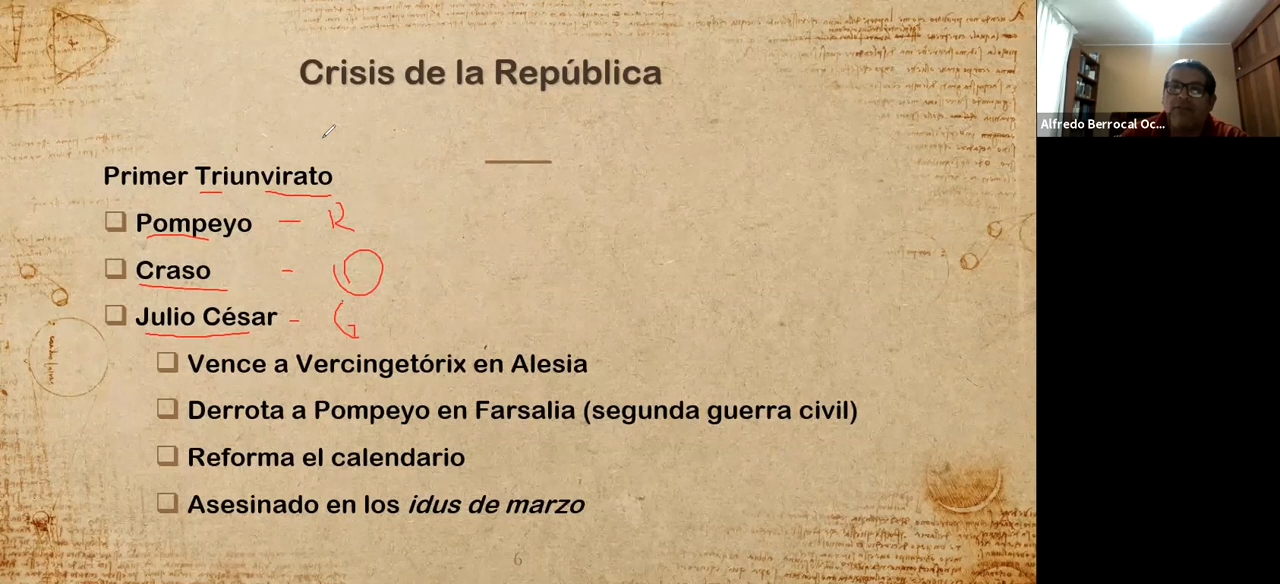 Crisis de la República
Primer Triunvirato
Pompeyo – R
Craso - O
Julio César - G
Vence a Vercingetórix en Alesia
Derrota a Pompeyo en Farsalia (segunda guerra civil)
Reforma el calendario
Asesinado en los idus de marzo
6
Alfredo Berrocal Oc...